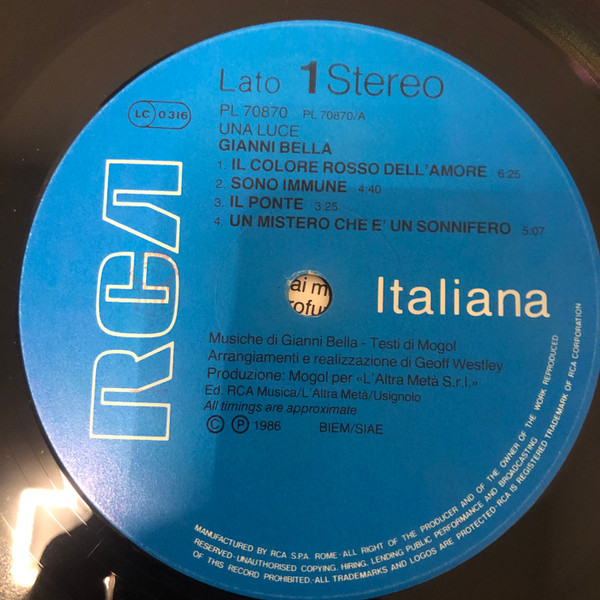 Lato 1 Stereo
PL 70870 PL 70870/A
LC 0316
UNA LUCE
GIANNI BELLA
1. IL COLORE ROSSO DELL'AMORE 6:25
2. SONO IMMUNE 4:40
3. IL PONTE 3:25
4. UN MISTERO CHE E' UN SONNIFERO 5:07
RCA
ai m
rofu
Italiana
Musiche di Gianni Bella - Testi di Mogol
Arrangiamenti e realizzazione di Geoff Westley
Produzione: Mogol per «L'Altra Metà S.r.l.»
Ed. RCA Musica/L'Altra Metà/Usignolo
All timings are approximate
© ℗ 1986 BIEM/SIAE
MANUFACTURED BY RCA S.P.A. ROME·ALL RIGHT OF THE PRODUCER AND OF THE OWNER OF THE WORK REPRODUCED
RESERVED·UNAUTHORISED COPYING. HIRING. LENDING PUBLIC PERFORMANCE AND BROADCASTING
OF THIS RECORD PROHIBITED·ALL TRADEMARKS AND LOGOS ARE PROTECTED RCA IS REGISTERED TRADEMARK OF RCA CORPORATION